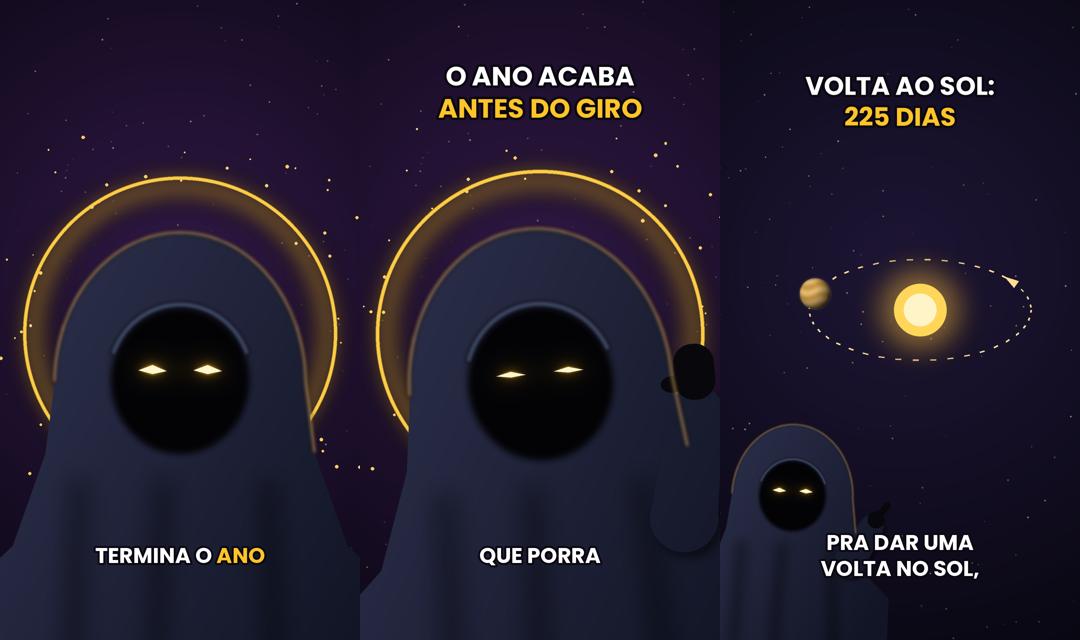 TERMINA O ANO
O ANO ACABA
ANTES DO GIRO
QUE PORRA
VOLTA AO SOL:
225 DIAS
PRA DAR UMA
VOLTA NO SOL,